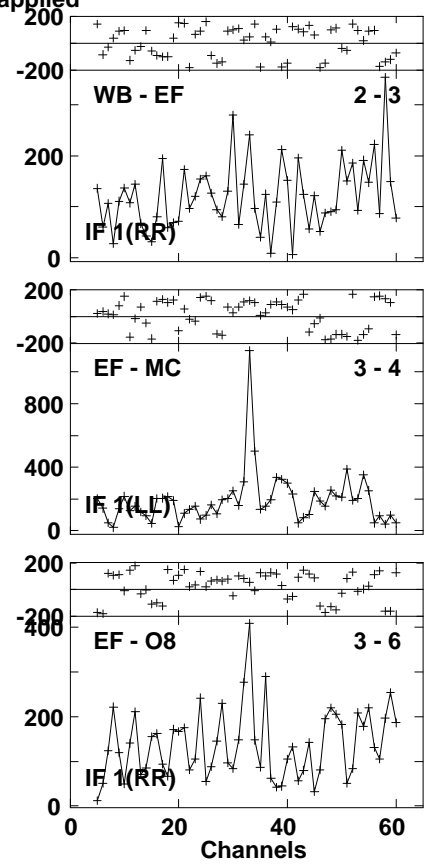 applied
200
-200
WB - EF 2 - 3
200
IF 1(RR)
0
200
-200
EF - MC 3 - 4
800
400
IF 1(LL)
0
200
-200
400
EF - O8 3 - 6
200
IF 1(RR)
0
0 20 40 60
Channels